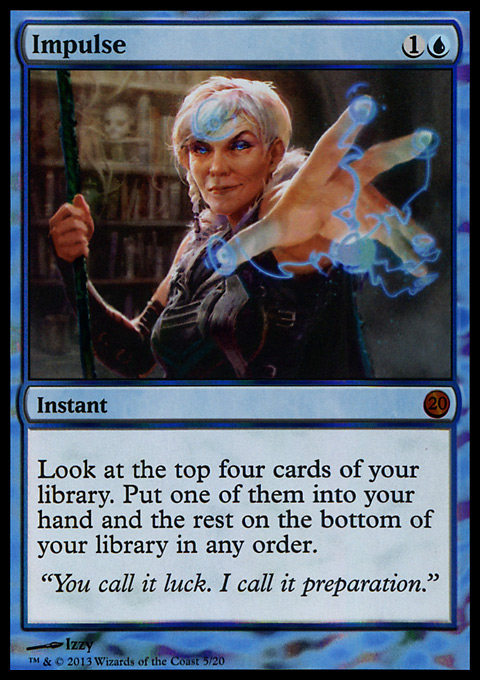 Impulse 1
Instant 20
Look at the top four cards of your
library. Put one of them into your
hand and the rest on the bottom of
your library in any order.
“You call it luck. I call it preparation.”
Izzy
™ & © 2013 Wizards of the Coast 5/20